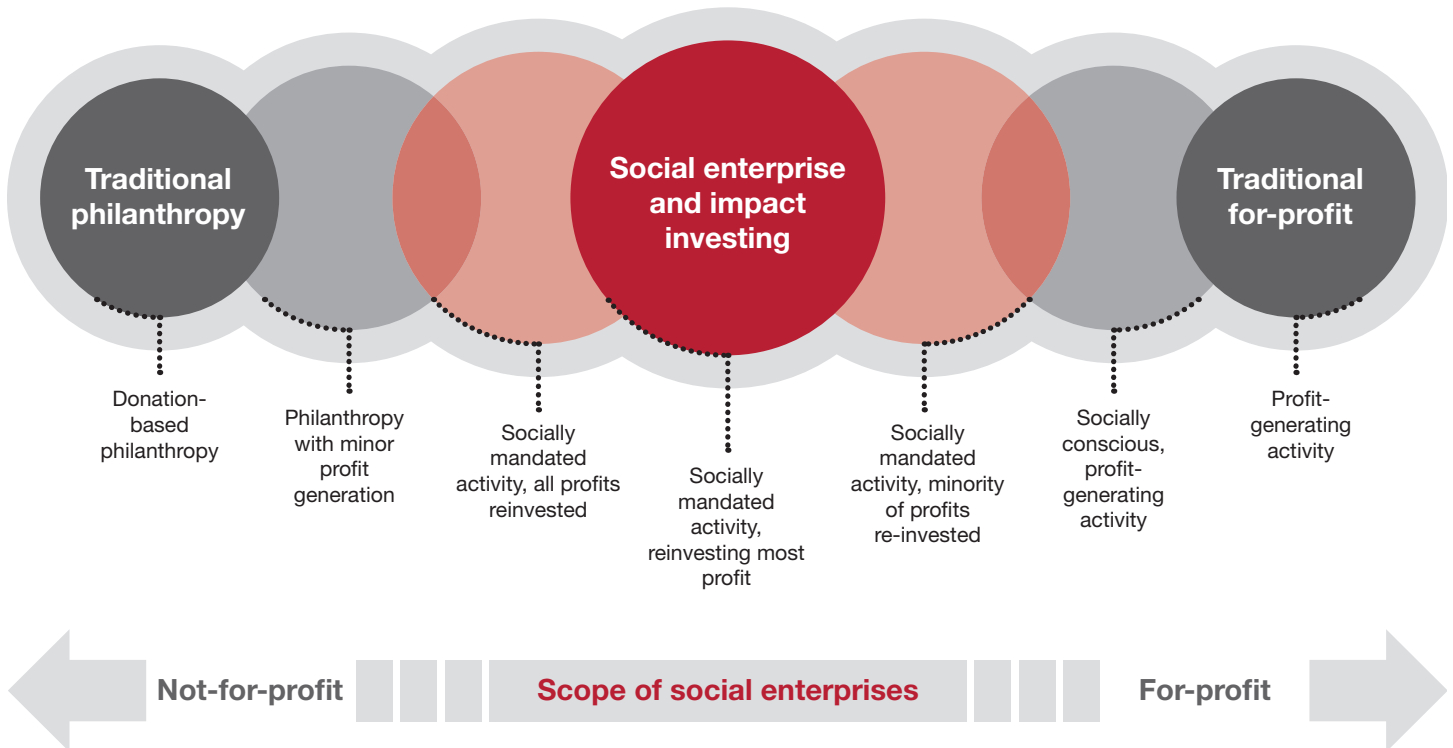 Traditional
philanthropy
Social enterprise
and impact
investing
Traditional
for-profit
Donation-
based
philanthropy
Philanthropy
with minor
profit
generation
Socially
mandated
activity, all profits
reinvested
Socially
mandated
activity,
reinvesting most
profit
Socially
mandated
activity, minority
of profits
re-invested
Socially
conscious,
profit-
generating
activity
Profit-
generating
activity
Not-for-profit
Scope of social enterprises
For-profit